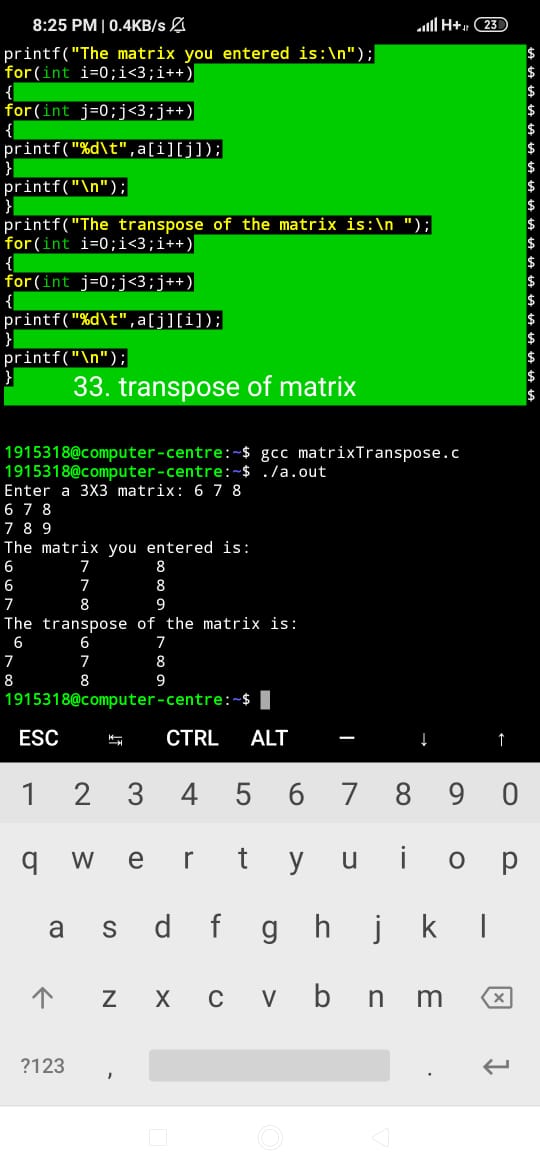 8:25 PM | 0.4KB/s H+ 23
printf("The matrix you entered is:\n"); $
for(int i=0;i<3;i++) $
{ $
for(int j=0;j<3;j++) $
{ $
printf("%d\t",a[i][j]); $
} $
printf("\n"); $
} $
printf("The transpose of the matrix is:\n "); $
for(int i=0;i<3;i++) $
{ $
for(int j=0;j<3;j++) $
{ $
printf("%d\t",a[j][i]); $
} $
printf("\n"); $
} $
33. transpose of matrix $
1915318@computer-centre:~$ gcc matrixTranspose.c
1915318@computer-centre:~$ ./a.out
Enter a 3X3 matrix: 6 7 8
6 7 8
7 8 9
The matrix you entered is:
6 7 8
6 7 8
7 8 9
The transpose of the matrix is:
6 6 7
7 7 8
8 8 9
1915318@computer-centre:~$
ESC ↹ CTRL ALT — ↓ ↑
1 2 3 4 5 6 7 8 9 0
q w e r t y u i o p
a s d f g h j k l
z x c v b n m
?123 , .